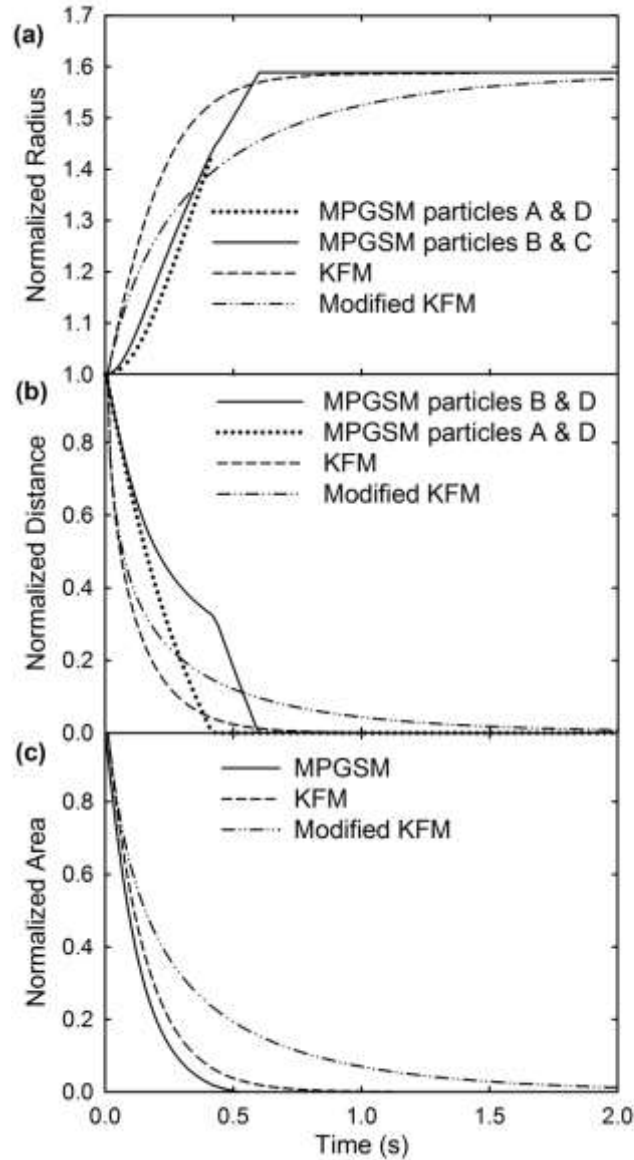 (a)
1.7
1.6
1.5
1.4
1.3
1.2
1.1
1.0
Normalized Radius
MPGSM particles A & D
MPGSM particles B & C
KFM
Modified KFM
(b)
0.8
0.6
0.4
0.2
0.0
Normalized Distance
MPGSM particles B & D
MPGSM particles A & D
KFM
Modified KFM
(c)
0.8
0.6
0.4
0.2
0.0
Normalized Area
MPGSM
KFM
Modified KFM
0.0 0.5 1.0 1.5 2.0
Time (s)